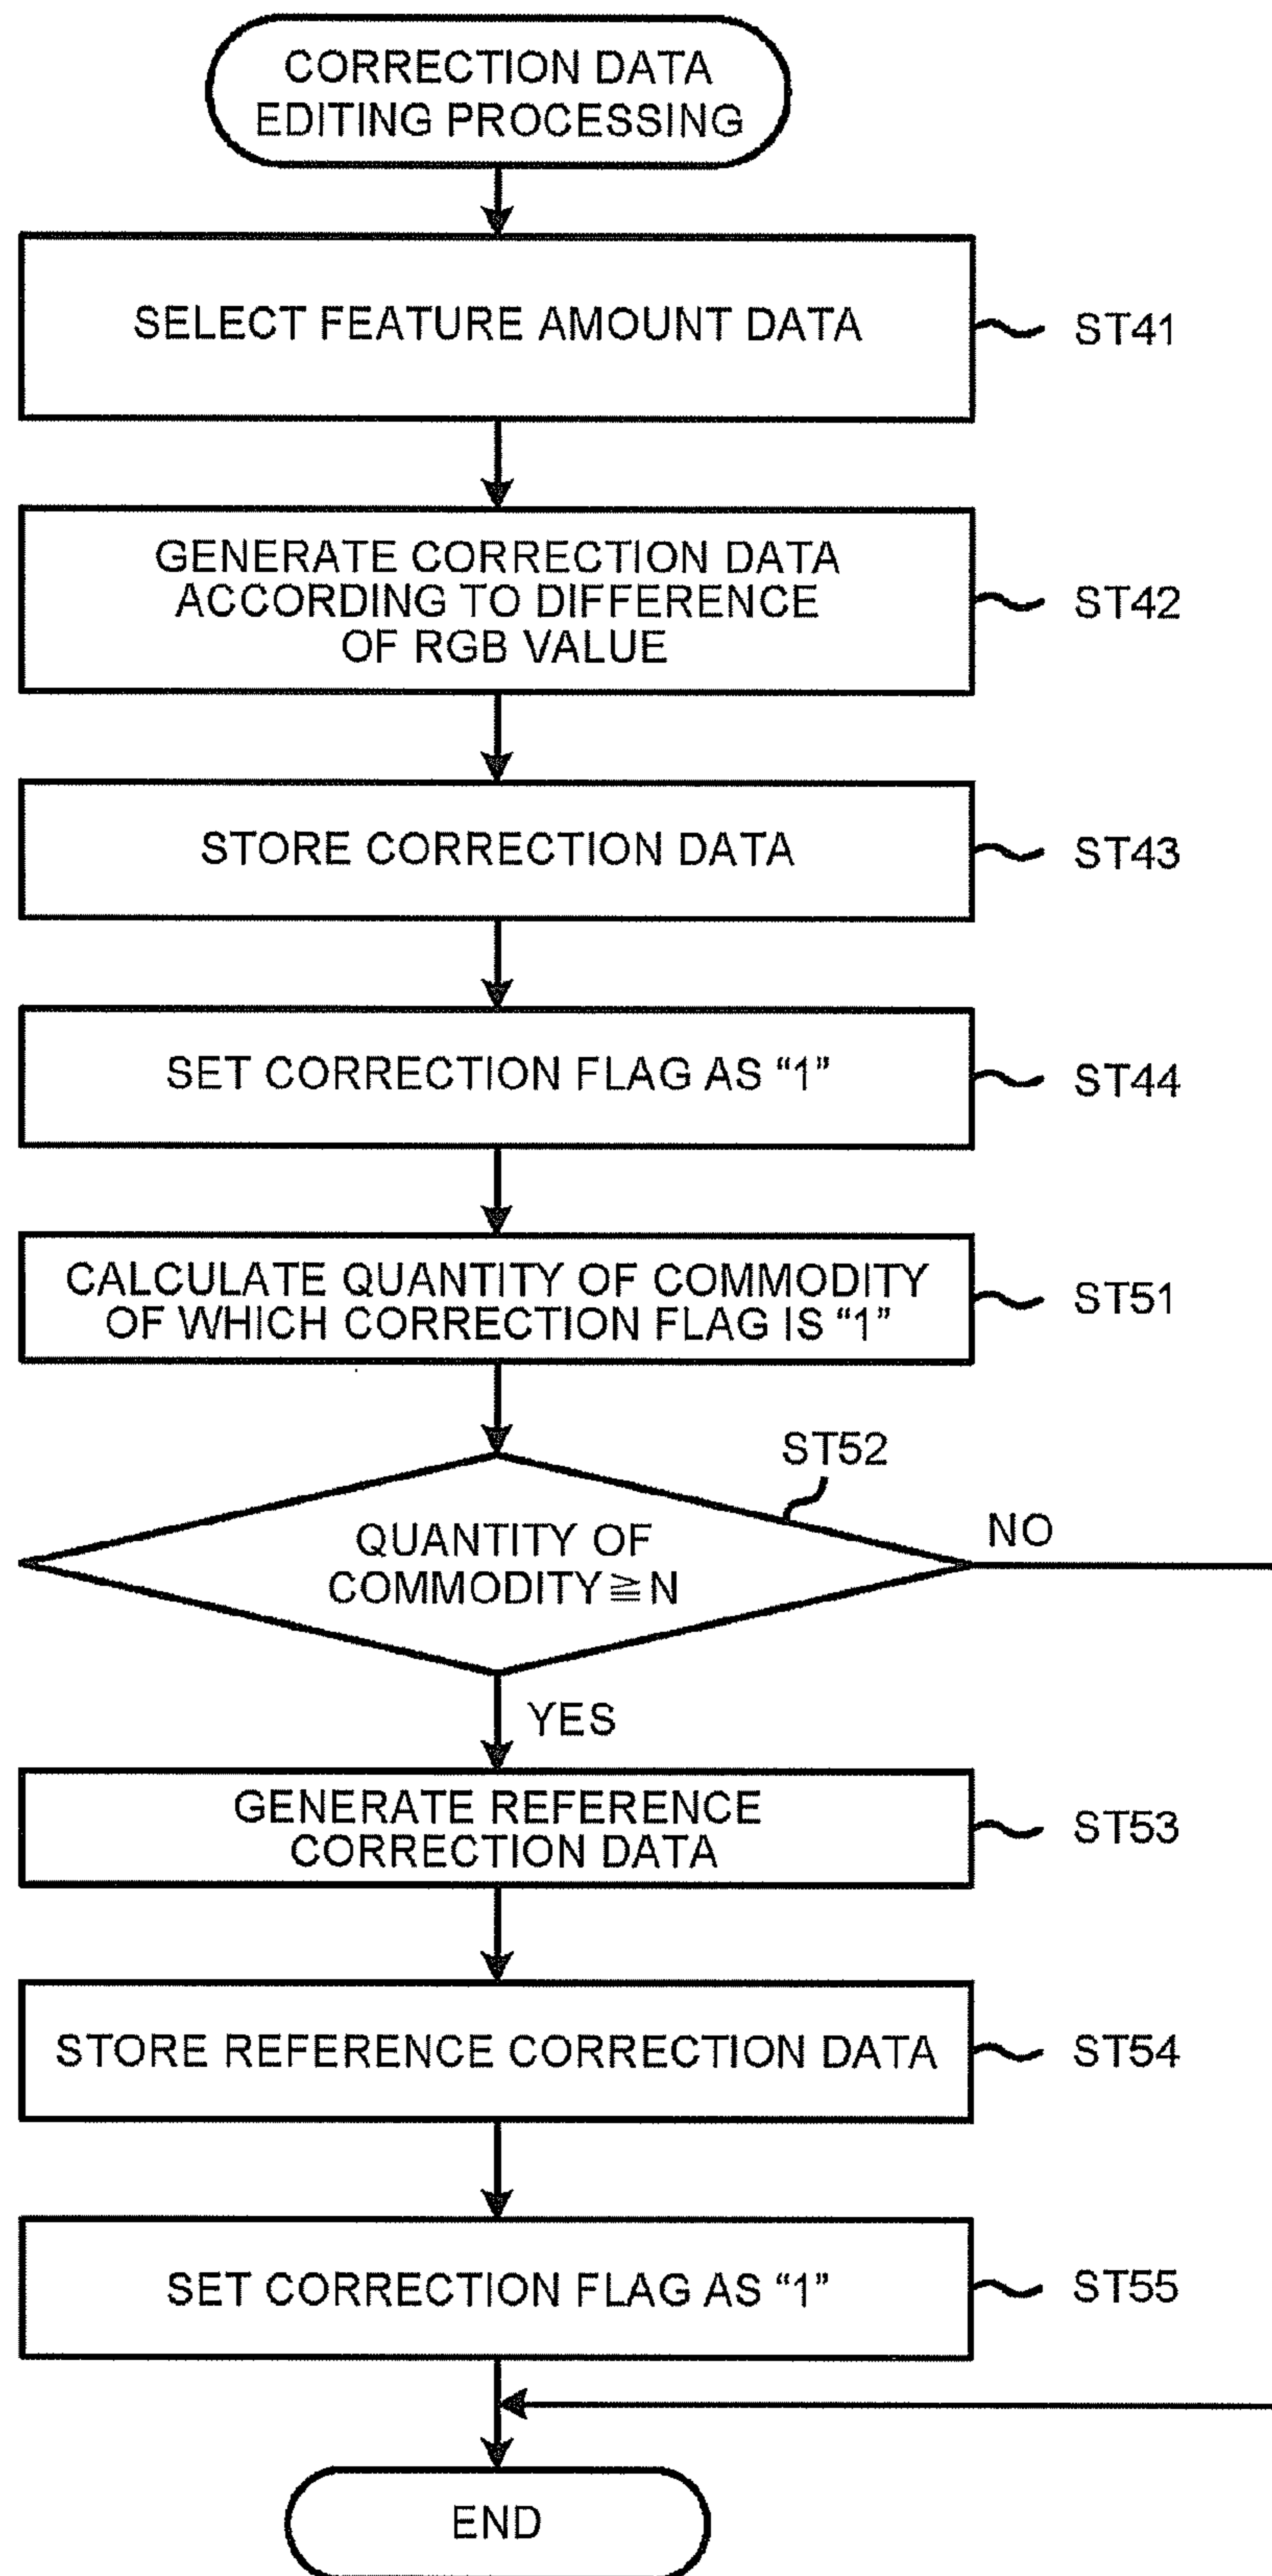 CORRECTION DATA
EDITING PROCESSING
SELECT FEATURE AMOUNT DATA
ST41
GENERATE CORRECTION DATA
ACCORDING TO DIFFERENCE
OF RGB VALUE
ST42
STORE CORRECTION DATA
ST43
SET CORRECTION FLAG AS “1”
ST44
CALCULATE QUANTITY OF COMMODITY
OF WHICH CORRECTION FLAG IS “1”
ST51
ST52
QUANTITY OF
COMMODITY≧N
NO
YES
GENERATE REFERENCE
CORRECTION DATA
ST53
STORE REFERENCE CORRECTION DATA
ST54
SET CORRECTION FLAG AS “1”
ST55
END